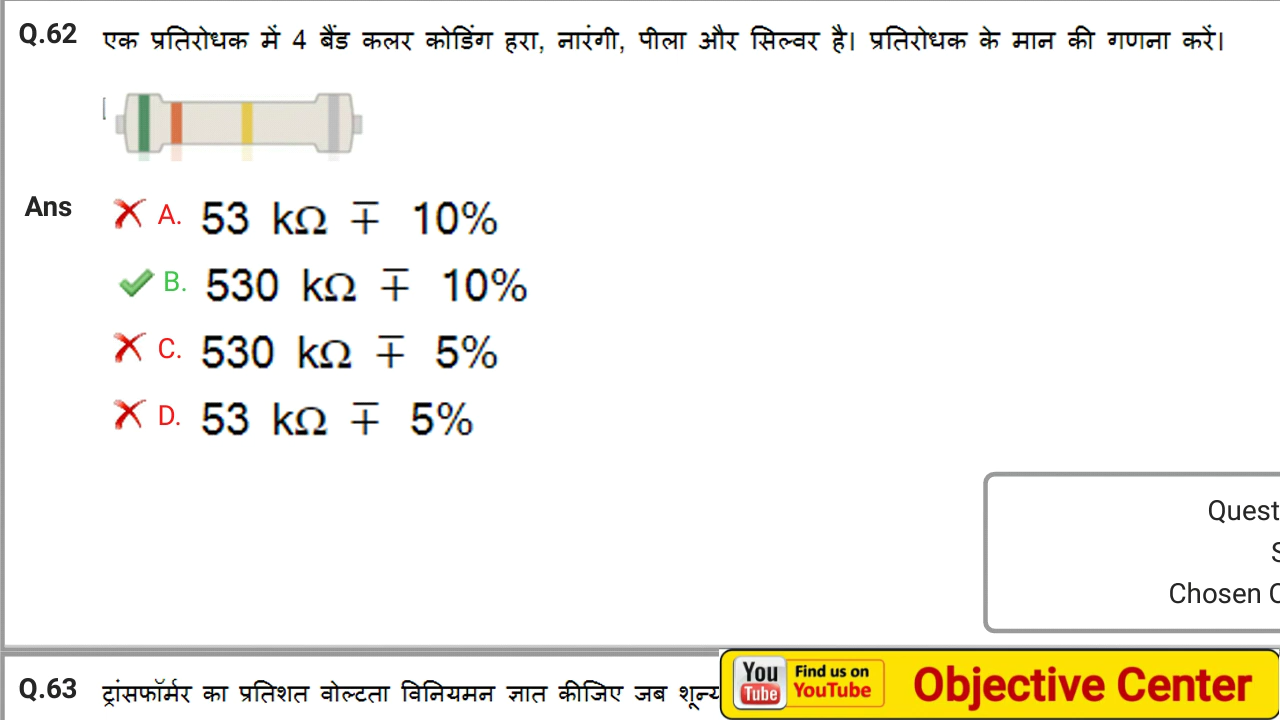 Q.62 एक प्रतिरोधक में 4 बैंड कलर कोडिंग हरा, नारंगी, पीला और सिल्वर है। प्रतिरोधक के मान की गणना करें।
Ans A. 53 kΩ ∓ 10%
B. 530 kΩ ∓ 10%
C. 530 kΩ ∓ 5%
D. 53 kΩ ∓ 5%
Quest
S
Chosen O
Q.63 ट्रांसफॉर्मर का प्रतिशत वोल्टता विनियमन ज्ञात कीजिए जब शून्य
You Tube Find us on YouTube Objective Center